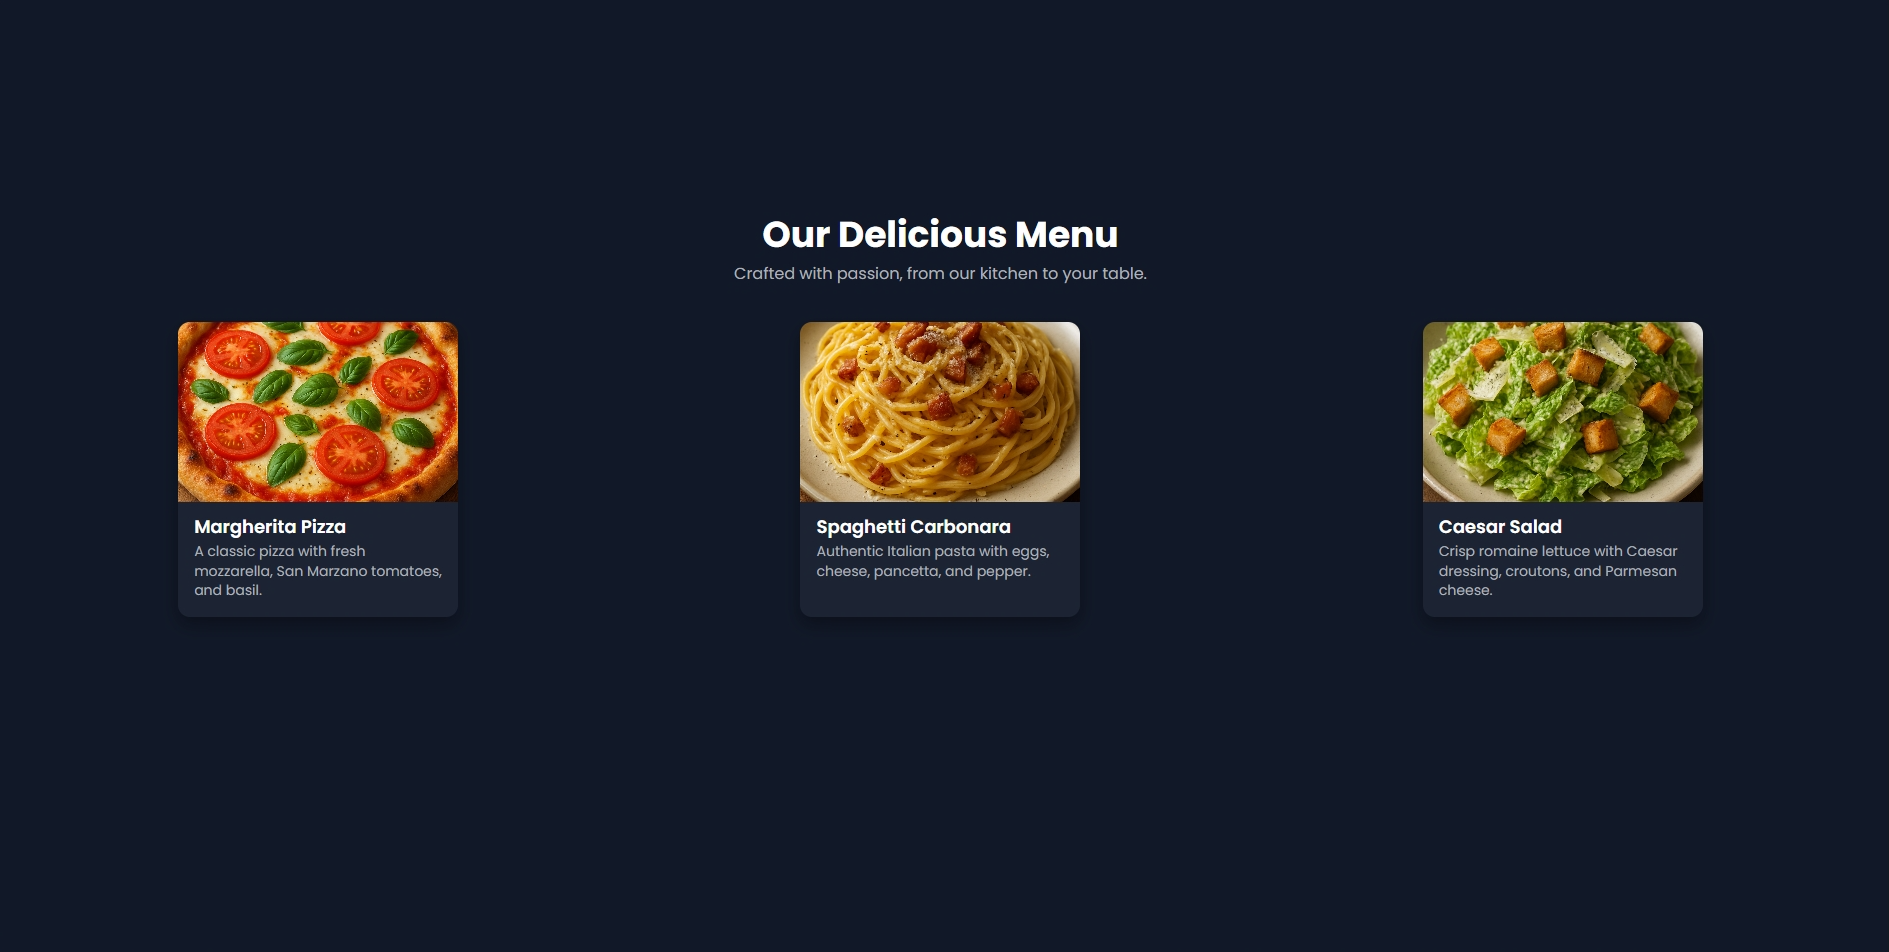 Our Delicious Menu
Crafted with passion, from our kitchen to your table.
Margherita Pizza
A classic pizza with fresh
mozzarella, San Marzano tomatoes,
and basil.
Spaghetti Carbonara
Authentic Italian pasta with eggs,
cheese, pancetta, and pepper.
Caesar Salad
Crisp romaine lettuce with Caesar
dressing, croutons, and Parmesan
cheese.